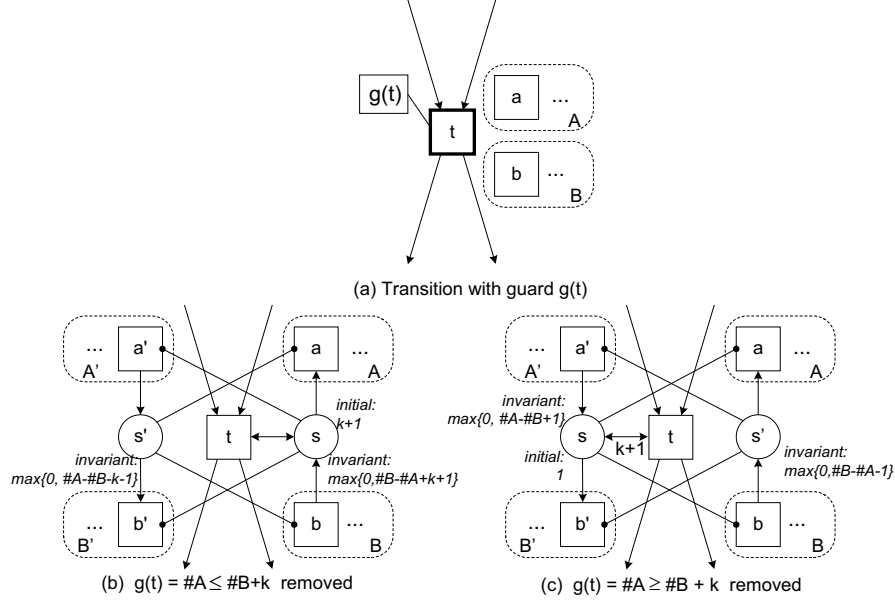 g(t)
a ...
A
t
b ...
B
(a) Transition with guard g(t)
... a'
A'
a ...
A
initial:
k+1
s'
t
s
invariant:
max{0, #A-#B-k-1}
invariant:
max{0,#B-#A+k+1}
... b'
B'
b ...
B
(b) g(t) = #A ≤ #B+k removed
... a'
A'
a ...
A
invariant:
max{0, #A-#B+1}
s
k+1
t
s'
initial:
1
invariant:
max{0,#B-#A-1}
... b'
B'
b ...
B
(c) g(t) = #A ≥ #B + k removed